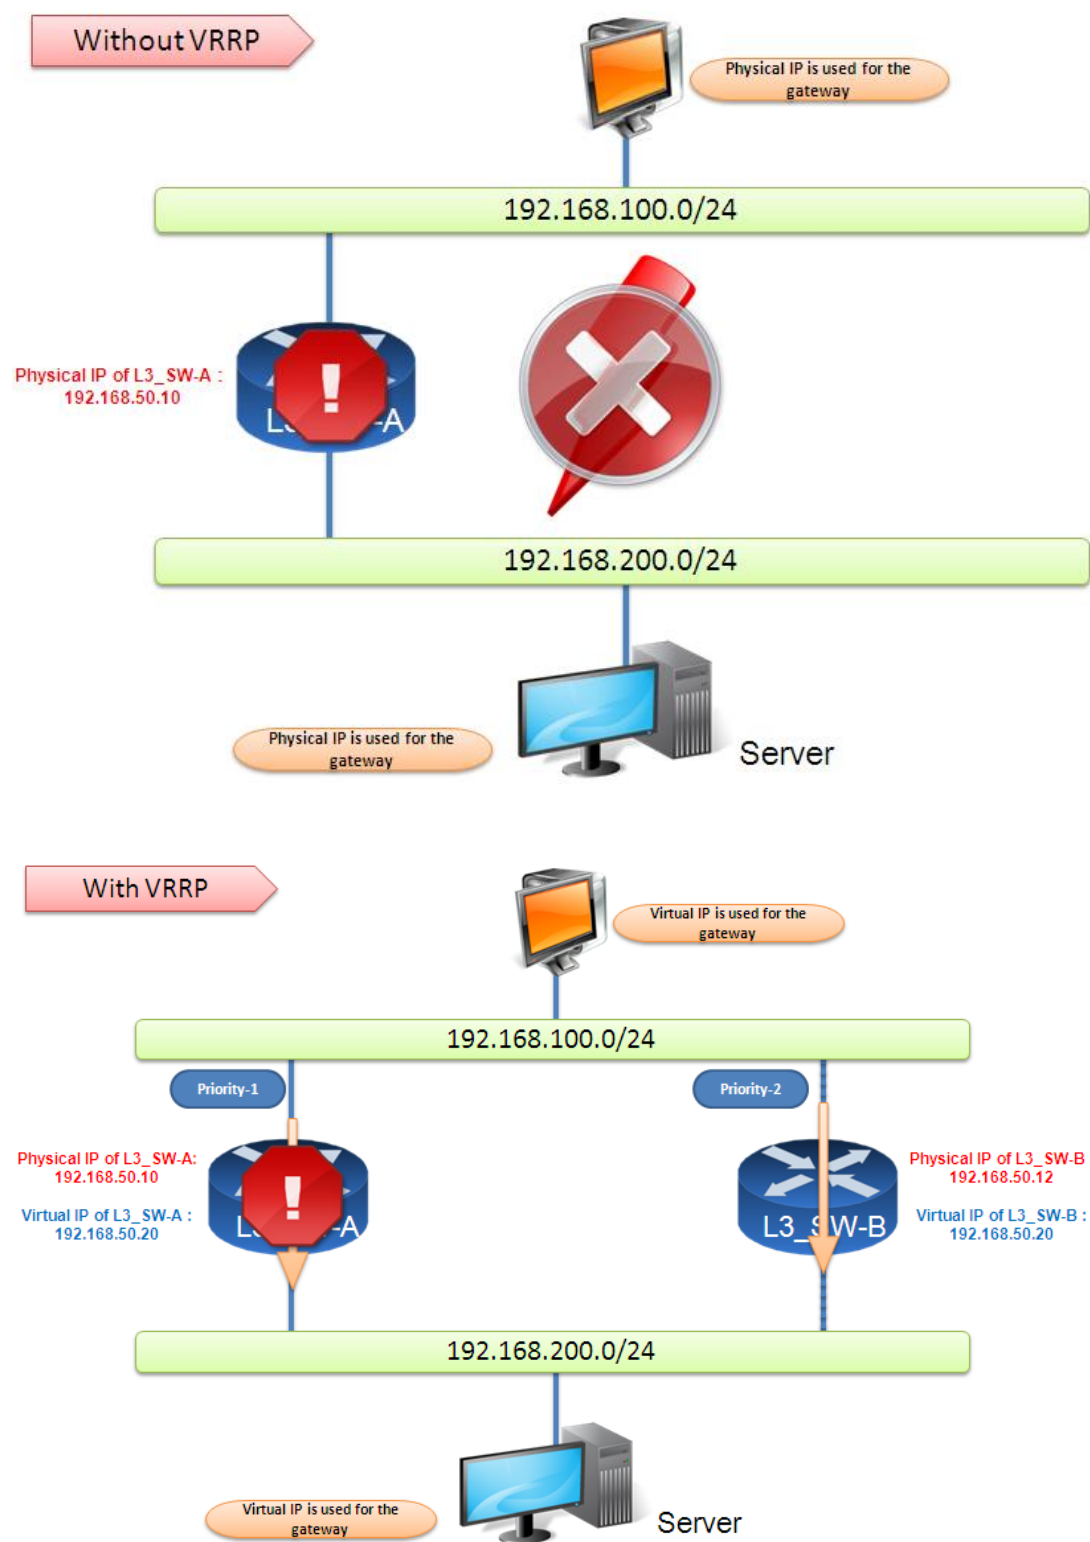 Without VRRP
Physical IP is used for the
gateway
192.168.100.0/24
Physical IP of L3_SW-A :
192.168.50.10
-A
192.168.200.0/24
Physical IP is used for the
gateway
Server
With VRRP
Virtual IP is used for the
gateway
192.168.100.0/24
Priority-1
Priority-2
Physical IP of L3_SW-A:
192.168.50.10
Virtual IP of L3_SW-A :
192.168.50.20
A
L3_SW-B
Physical IP of L3_SW-B
192.168.50.12
Virtual IP of L3_SW-B :
192.168.50.20
192.168.200.0/24
Virtual IP is used for the
gateway
Server